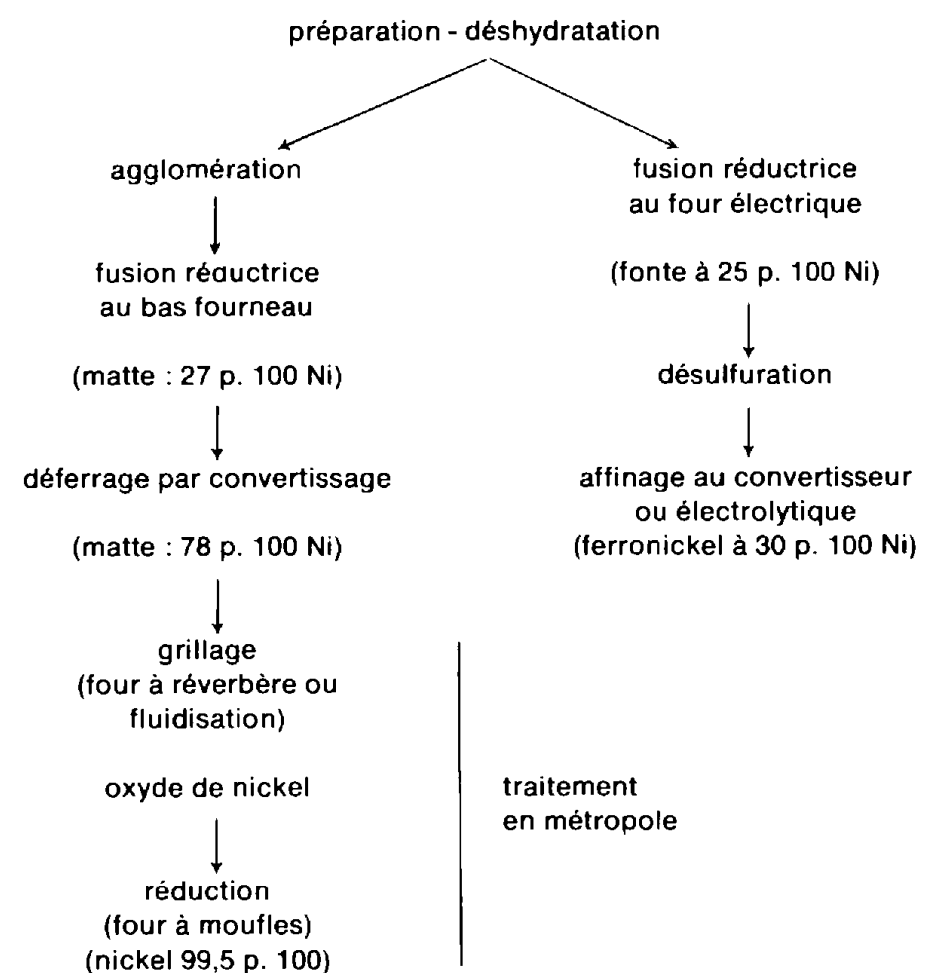 préparation - déshydratation
agglomération
fusion réductrice
au bas fourneau
(matte : 27 p. 100 Ni)
déferrage par convertissage
(matte : 78 p. 100 Ni)
grillage
(four à réverbère ou
fluidisation)
oxyde de nickel
réduction
(four à moufles)
(nickel 99,5 p. 100)
fusion réductrice
au four électrique
(fonte à 25 p. 100 Ni)
désulfuration
affinage au convertisseur
ou électrolytique
(ferronickel à 30 p. 100 Ni)
traitement
en métropole